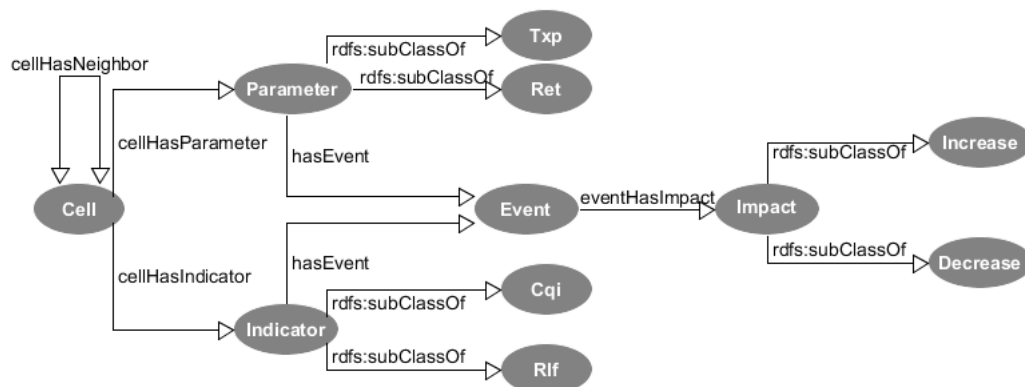 Txp
rdfs:subClassOf
cellHasNeighbor
rdfs:subClassOf
Parameter
Ret
Increase
cellHasParameter
hasEvent
rdfs:subClassOf
Cell
Event
eventHasImpact
Impact
rdfs:subClassOf
cellHasIndicator
hasEvent
Decrease
Cqi
rdfs:subClassOf
Indicator
rdfs:subClassOf
Rlf